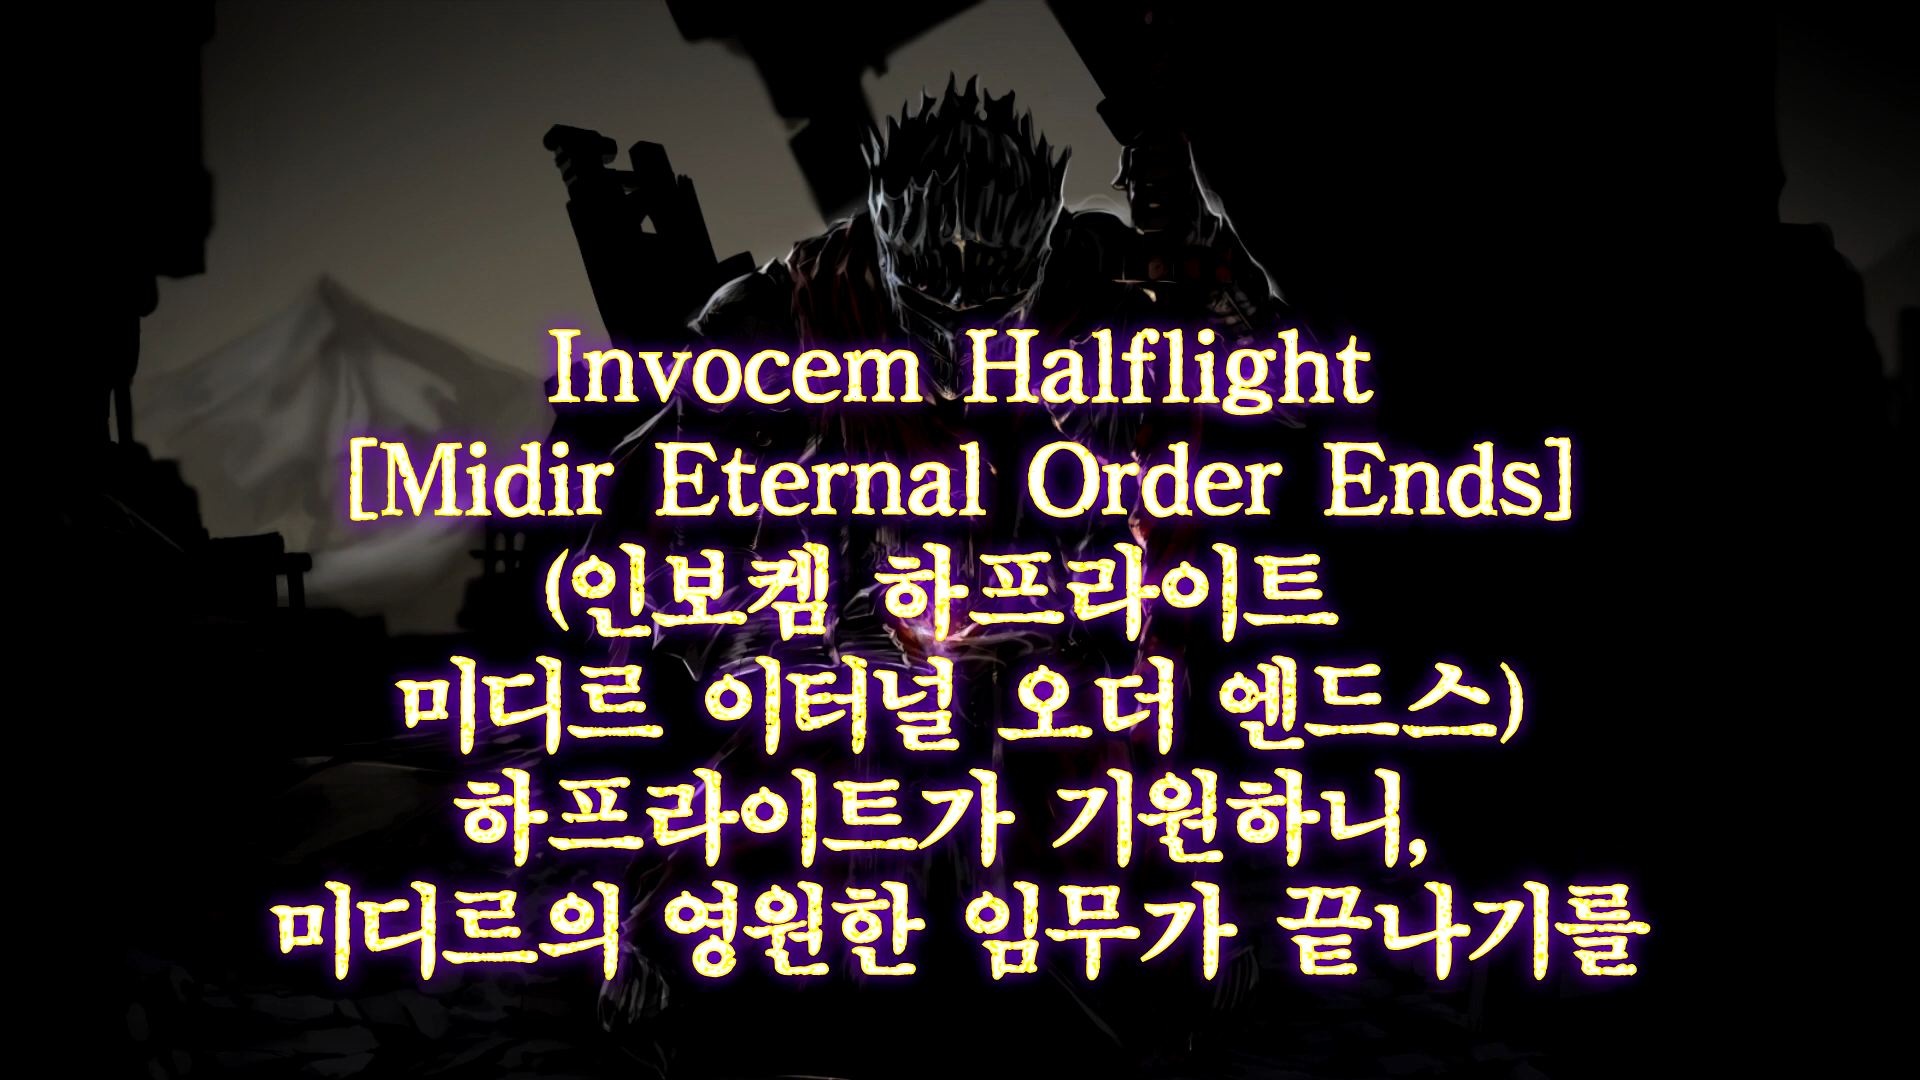 Invocem Halflight
[Midir Eternal Order Ends]
(인보켐 하프라이트
미디르 이터널 오더 엔드스)
하프라이트가 기원하니,
미디르의 영원한 임무가 끝나기를